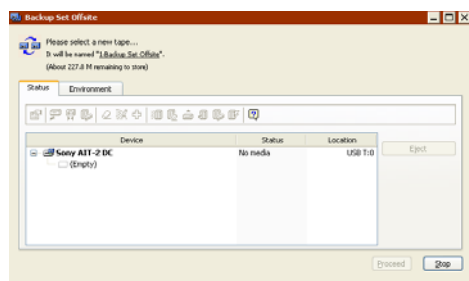 Backup Set Offsite
Please select a new tape...
It will be named "1-Backup Set Offsite".
(About 227.8 M remaining to store)
Status Environment
Device Status Location
Sony AIT-2 DC No media USB T:0
(Empty)
Eject
Proceed Stop